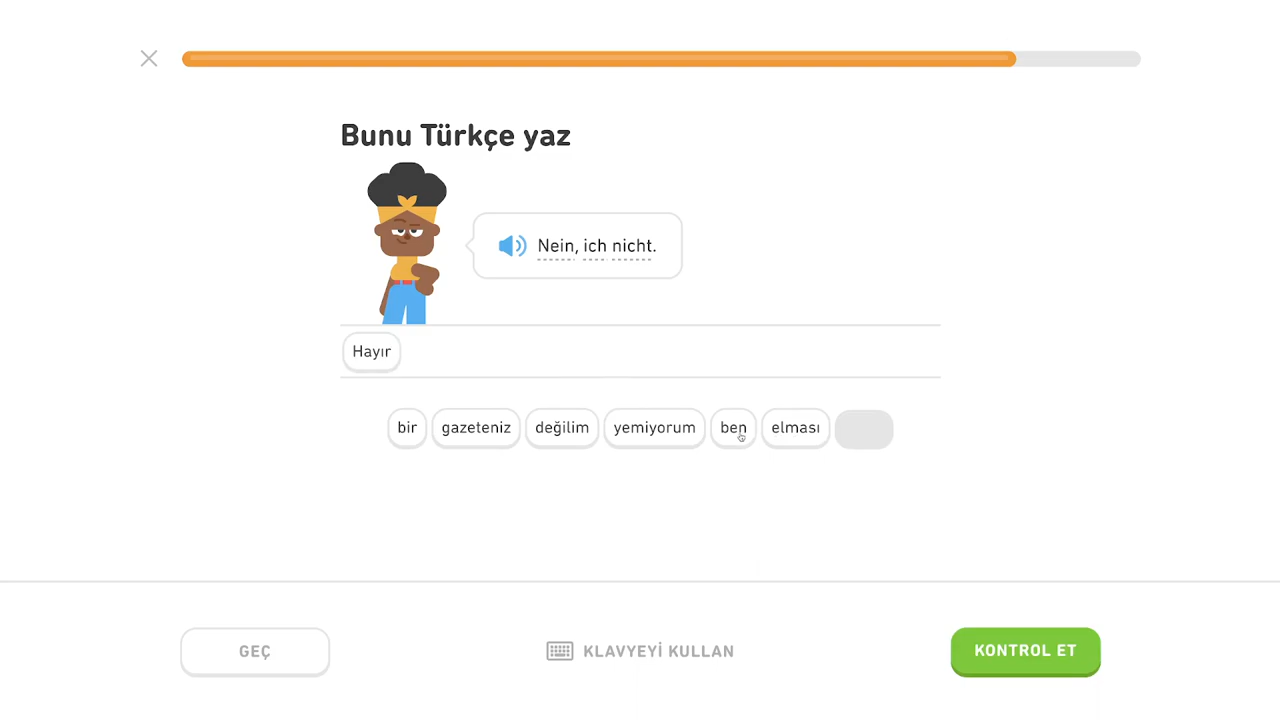 Bunu Türkçe yaz
Nein, ich nicht.
Hayır
bir gazeteniz değilim yemiyorum ben elması
GEÇ KLAVYEYİ KULLAN KONTROL ET